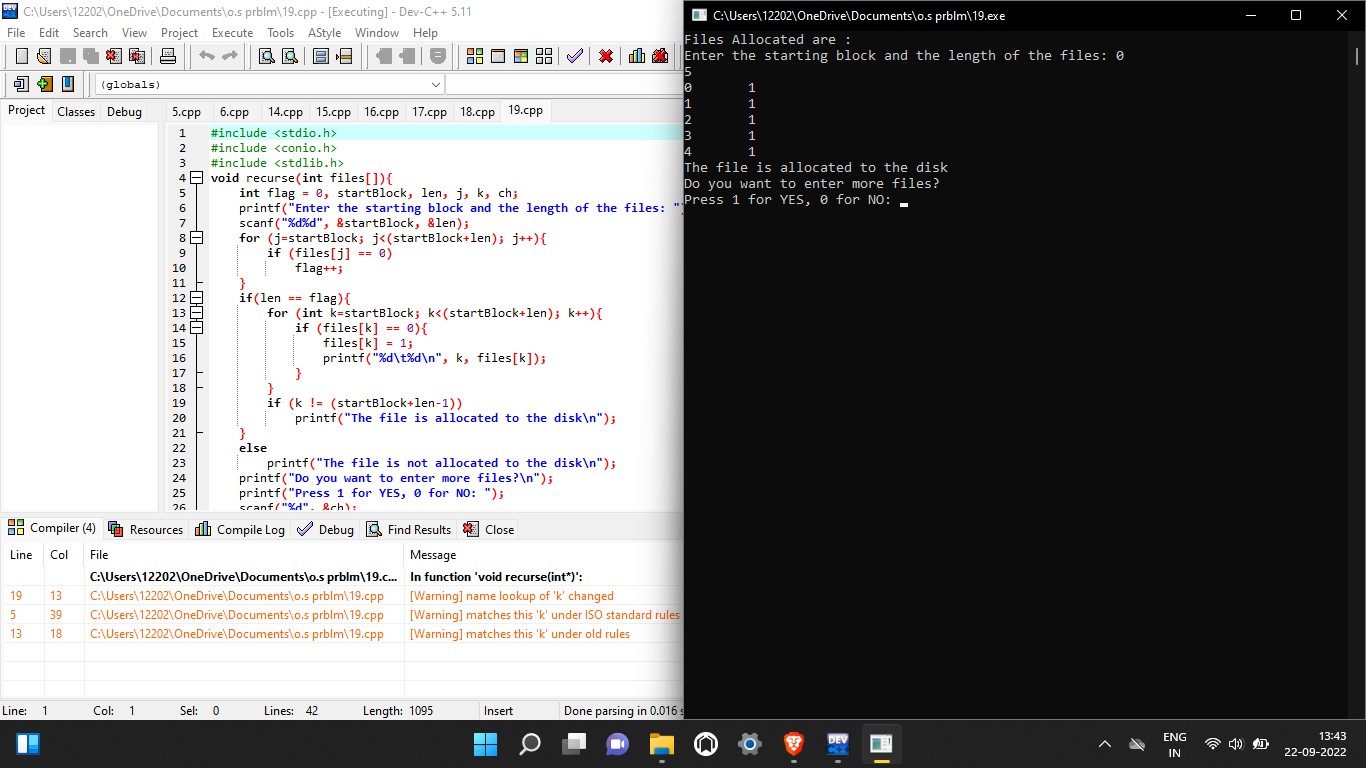 C:\Users\12202\OneDrive\Documents\o.s prblm\19.cpp - [Executing] - Dev-C++ 5.11
File Edit Search View Project Execute Tools AStyle Window Help
(globals)
Project Classes Debug
5.cpp 6.cpp 14.cpp 15.cpp 16.cpp 17.cpp 18.cpp 19.cpp
1 #include <stdio.h>
2 #include <conio.h>
3 #include <stdlib.h>
4 void recurse(int files[]){
5 int flag = 0, startBlock, len, j, k, ch;
6 printf("Enter the starting block and the length of the files: "
7 scanf("%d%d", &startBlock, &len);
8 for (j=startBlock; j<(startBlock+len); j++){
9 if (files[j] == 0)
10 flag++;
11 }
12 if(len == flag){
13 for (int k=startBlock; k<(startBlock+len); k++){
14 if (files[k] == 0){
15 files[k] = 1;
16 printf("%d\t%d\n", k, files[k]);
17 }
18 }
19 if (k != (startBlock+len-1))
20 printf("The file is allocated to the disk\n");
21 }
22 else
23 printf("The file is not allocated to the disk\n");
24 printf("Do you want to enter more files?\n");
25 printf("Press 1 for YES, 0 for NO: ");
26 scanf("%d", &ch);
Compiler (4) Resources Compile Log Debug Find Results Close
Line Col File Message
C:\Users\12202\OneDrive\Documents\o.s prblm\19.c... In function 'void recurse(int*)':
19 13 C:\Users\12202\OneDrive\Documents\o.s prblm\19.cpp [Warning] name lookup of 'k' changed
5 39 C:\Users\12202\OneDrive\Documents\o.s prblm\19.cpp [Warning] matches this 'k' under ISO standard rules
13 18 C:\Users\12202\OneDrive\Documents\o.s prblm\19.cpp [Warning] matches this 'k' under old rules
Line: 1 Col: 1 Sel: 0 Lines: 42 Length: 1095 Insert Done parsing in 0.016 s
C:\Users\12202\OneDrive\Documents\o.s prblm\19.exe
Files Allocated are :
Enter the starting block and the length of the files: 0
5
0 1
1 1
2 1
3 1
4 1
The file is allocated to the disk
Do you want to enter more files?
Press 1 for YES, 0 for NO:
DEV
ENG
IN
13:43
22-09-2022